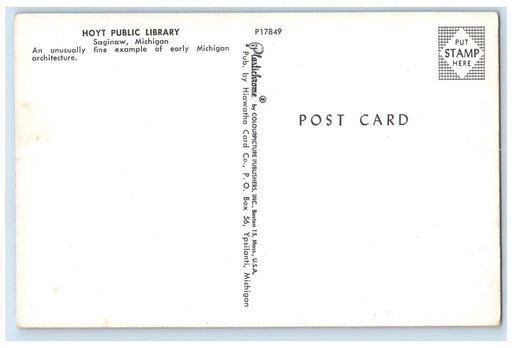 HOYT PUBLIC LIBRARY
Saginaw, Michigan
An unusually fine example of early Michigan
architecture.
P17849
Plastichrome ® by COLOURPICTURE PUBLISHERS, INC., Boston 15, Mass., U.S.A.
Pub. by Hiawatha Card Co., P. O. Box 56, Ypsilanti, Michigan
POST CARD
PUT
STAMP
HERE